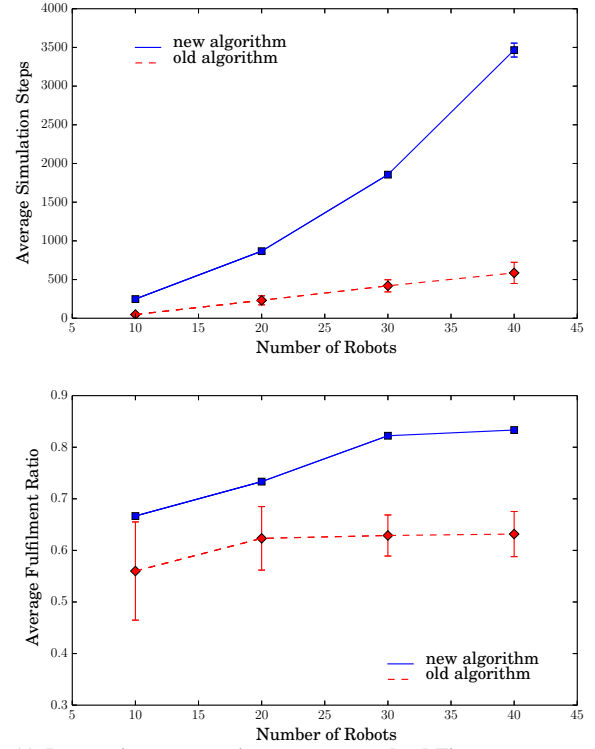 4000
3500
3000
2500
2000
1500
1000
500
0
Average Simulation Steps
new algorithm
old algorithm
5 10 15 20 25 30 35 40 45
Number of Robots
0.9
0.8
0.7
0.6
0.5
0.4
0.3
Average Fulfilment Ratio
new algorithm
old algorithm
5 10 15 20 25 30 35 40 45
Number of Robots